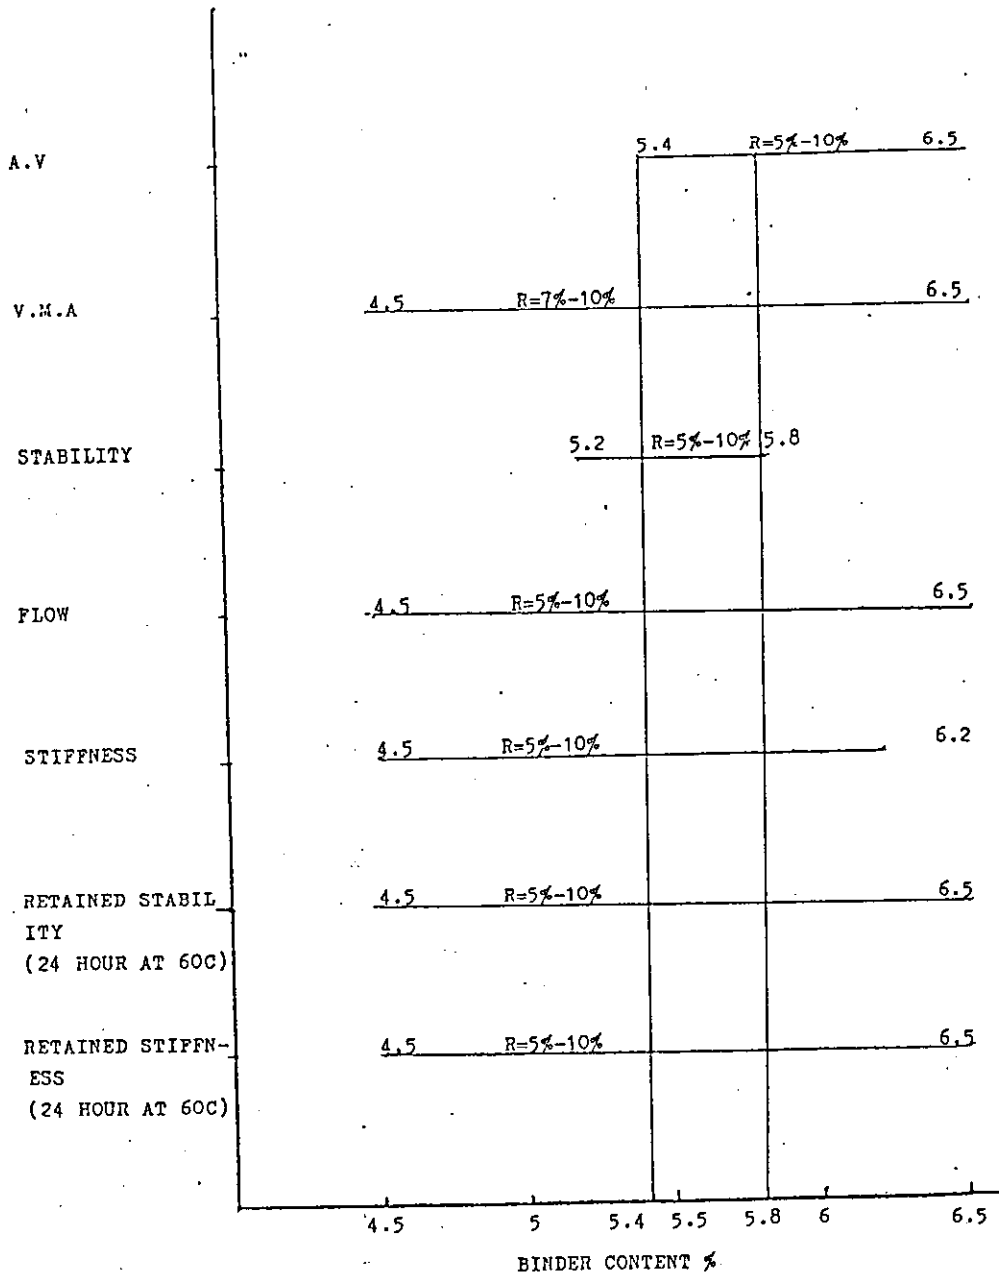 A.V
5.4 R=5%-10% 6.5
V.M.A
4.5 R=7%-10% 6.5
STABILITY
5.2 R=5%-10% 5.8
FLOW
4.5 R=5%-10% 6.5
STIFFNESS
4.5 R=5%-10% 6.2
RETAINED STABIL
ITY
(24 HOUR AT 60C)
4.5 R=5%-10% 6.5
RETAINED STIFFN-
ESS
(24 HOUR AT 60C)
4.5 R=5%-10% 6.5
4.5 5 5.4 5.5 5.8 6 6.5
BINDER CONTENT %